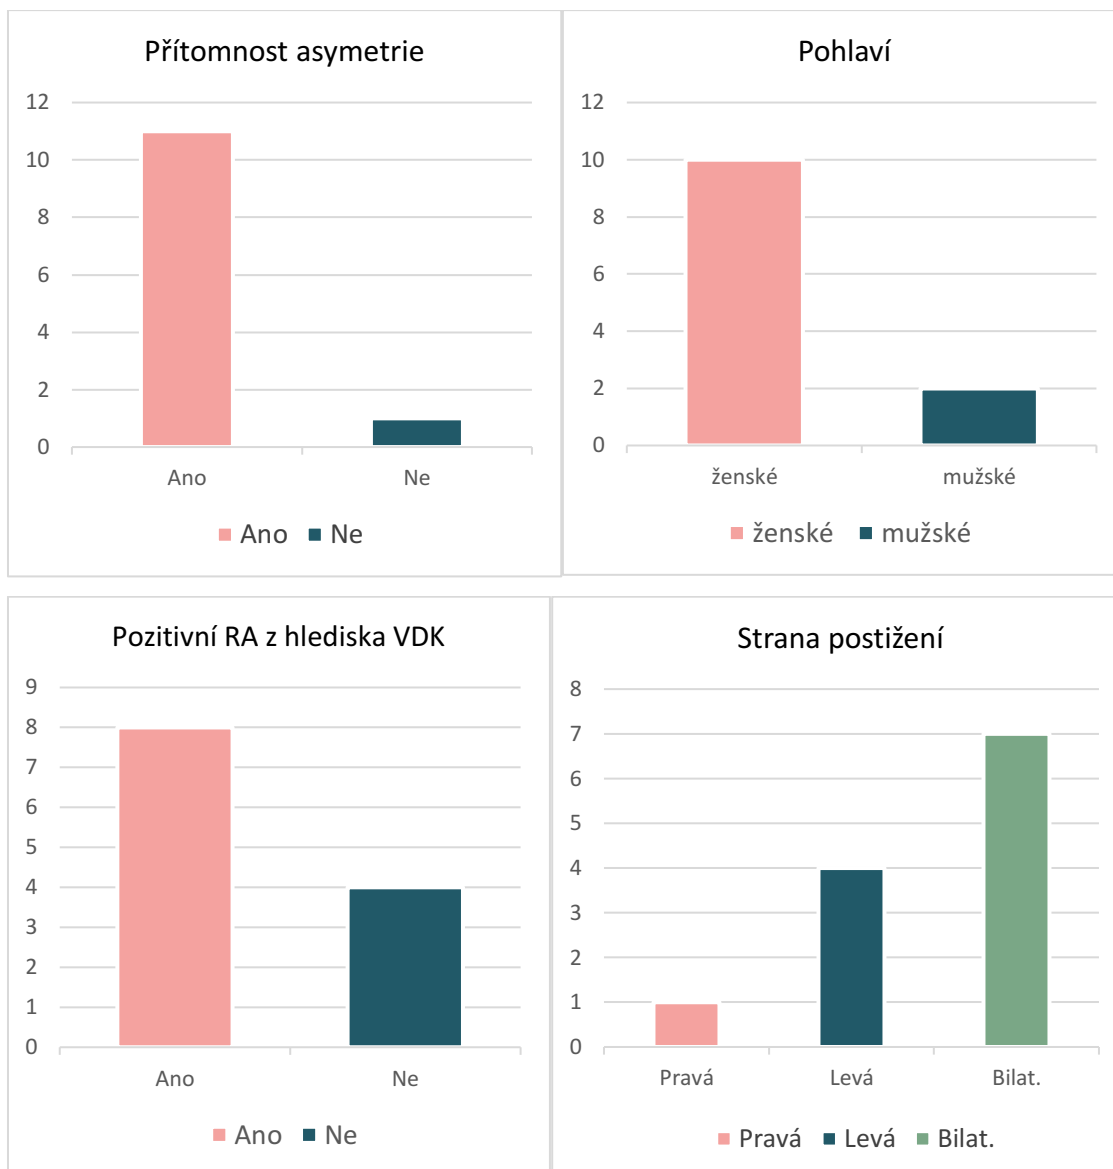 Přítomnost asymetrie
12
10
8
6
4
2
0
Ano Ne
Ano Ne
Pohlaví
12
10
8
6
4
2
0
ženské mužské
ženské mužské
Pozitivní RA z hlediska VDK
9
8
7
6
5
4
3
2
1
0
Ano Ne
Ano Ne
Strana postižení
8
7
6
5
4
3
2
1
0
Pravá Levá Bilat.
Pravá Levá Bilat.